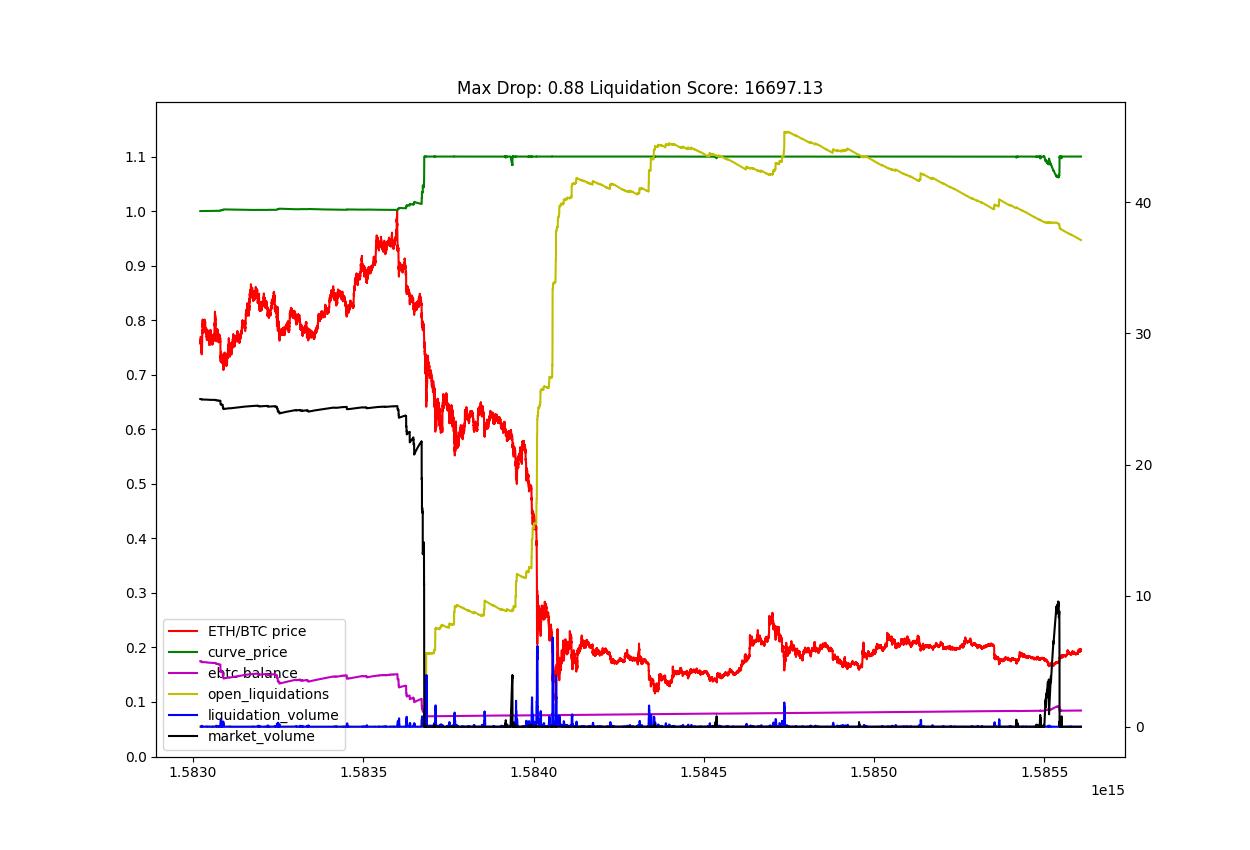 Max Drop: 0.88 Liquidation Score: 16697.13
1.1
1.0
0.9
0.8
0.7
0.6
0.5
0.4
0.3
0.2
0.1
0.0
40
30
20
10
0
ETH/BTC price
curve_price
ebtc balance
open_liquidations
liquidation_volume
market_volume
1.5830 1.5835 1.5840 1.5845 1.5850 1.5855
1e15